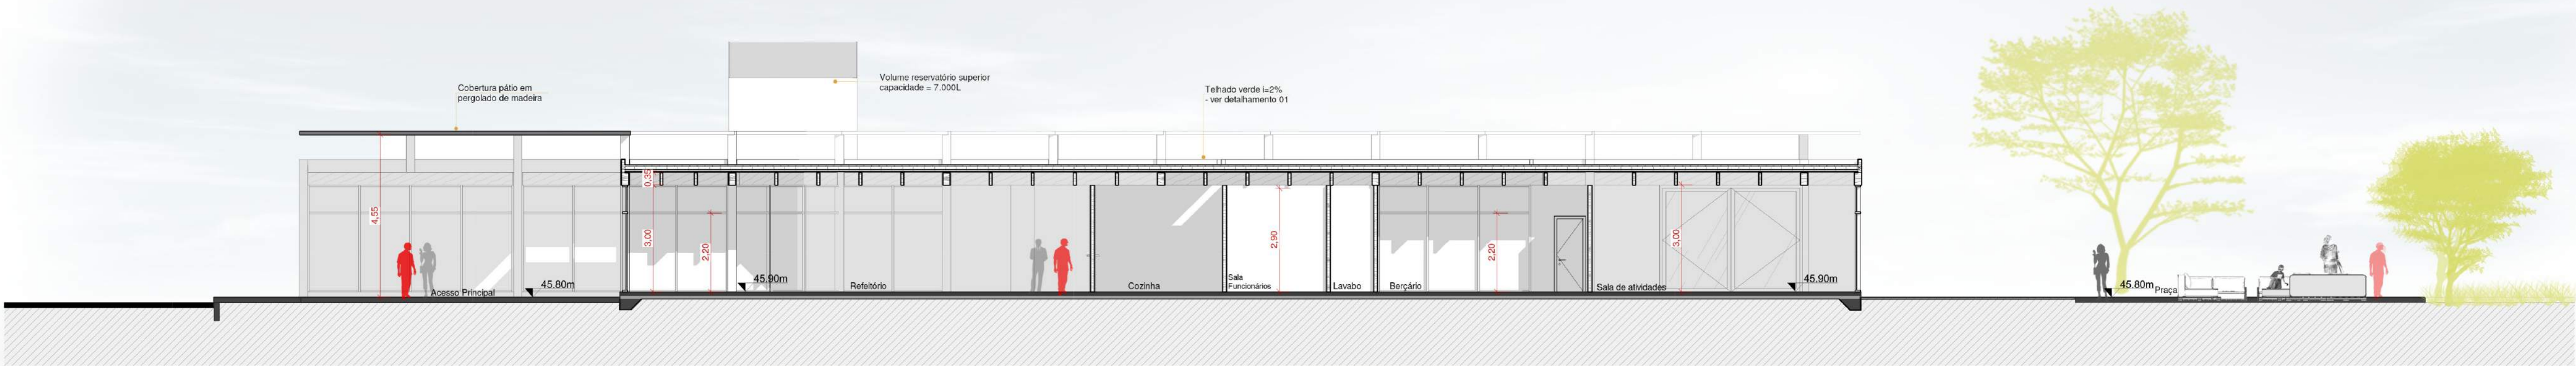 Cobertura pátio em
pergolado de madeira
Volume reservatório superior
capacidade = 7.000L
Telhado verde i=2%
- ver detalhamento 01
4,55
0,35
3,00
2,20
2,90
2,20
3,00
Acesso Principal
45.80m
45.90m
Refeitório
Cozinha
Sala
Funcionários
Lavabo
Berçário
Sala de atividades
45.90m
45.80m
Praça